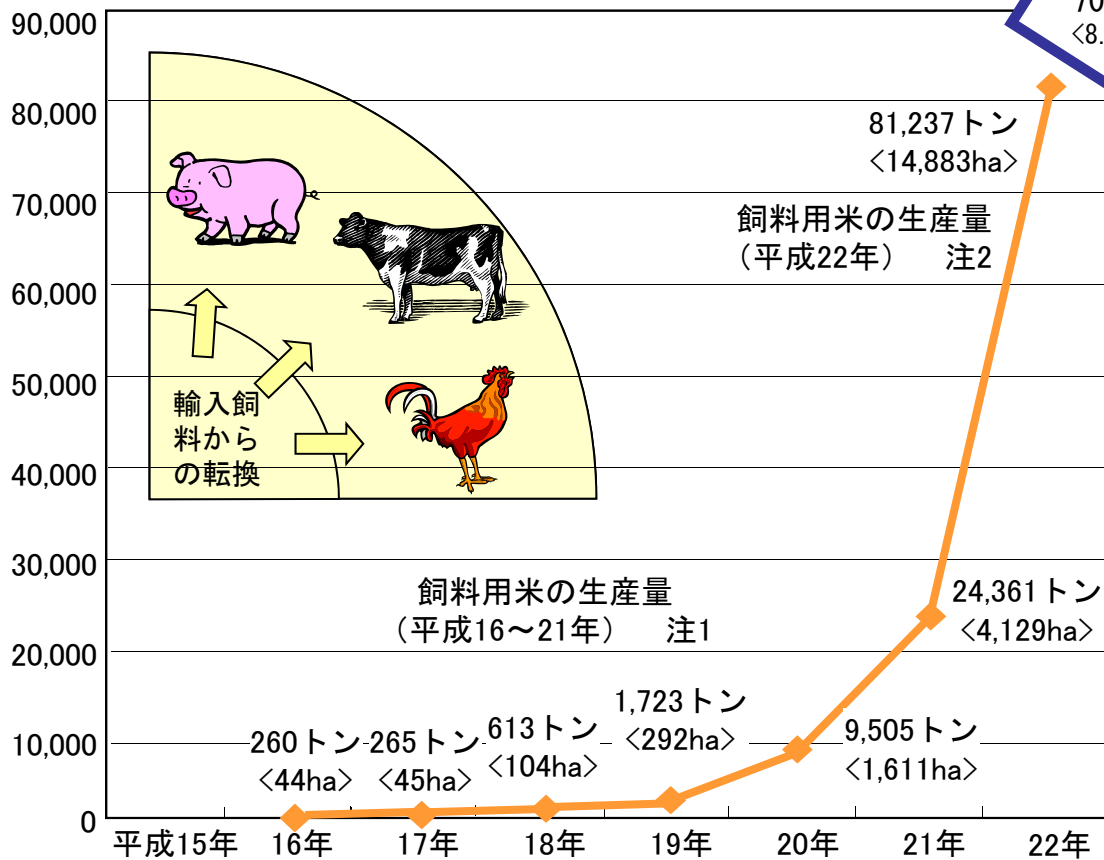 90,000
80,000
70,000
60,000
50,000
40,000
30,000
20,000
10,000
0
平成15年
16年
17年
18年
19年
20年
21年
22年
輸入飼
料から
の転換
81,237トン
<14,883ha>
飼料用米の生産量
（平成22年）　注2
飼料用米の生産量
（平成16～21年）　注1
260トン
<44ha>
265トン
<45ha>
613トン
<104ha>
1,723トン
<292ha>
9,505トン
<1,611ha>
24,361トン
<4,129ha>